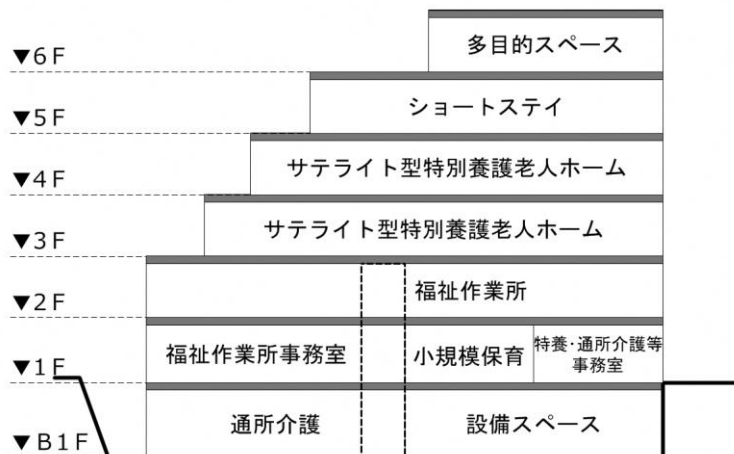 多目的スペース
▼6F
ショートステイ
▼5F
サテライト型特別養護老人ホーム
▼4F
サテライト型特別養護老人ホーム
▼3F
福祉作業所
▼2F
福祉作業所事務室
小規模保育
特養・通所介護等
事務室
▼1F
通所介護
設備スペース
▼B1F